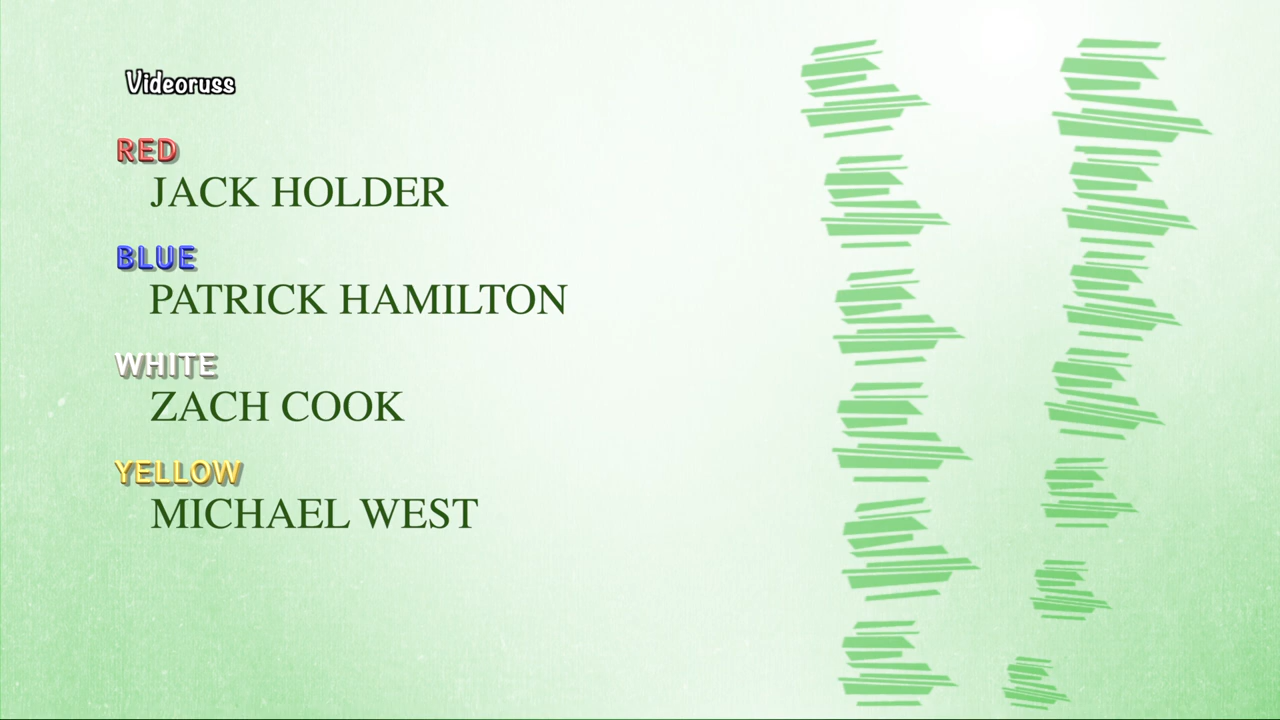 Videoruss
RED
JACK HOLDER
BLUE
PATRICK HAMILTON
WHITE
ZACH COOK
YELLOW
MICHAEL WEST